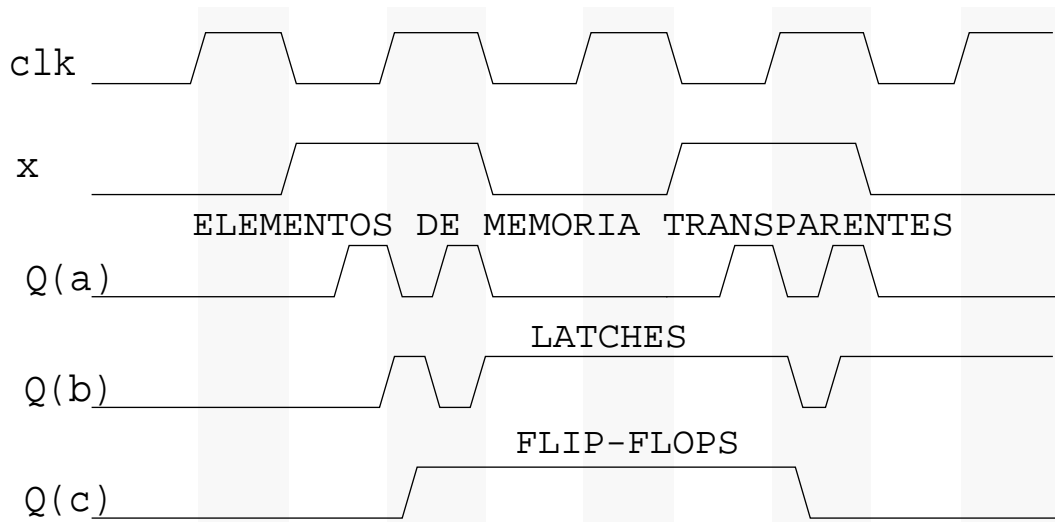 clk
x
ELEMENTOS DE MEMORIA TRANSPARENTES
Q(a)
LATCHES
Q(b)
FLIP-FLOPS
Q(c)